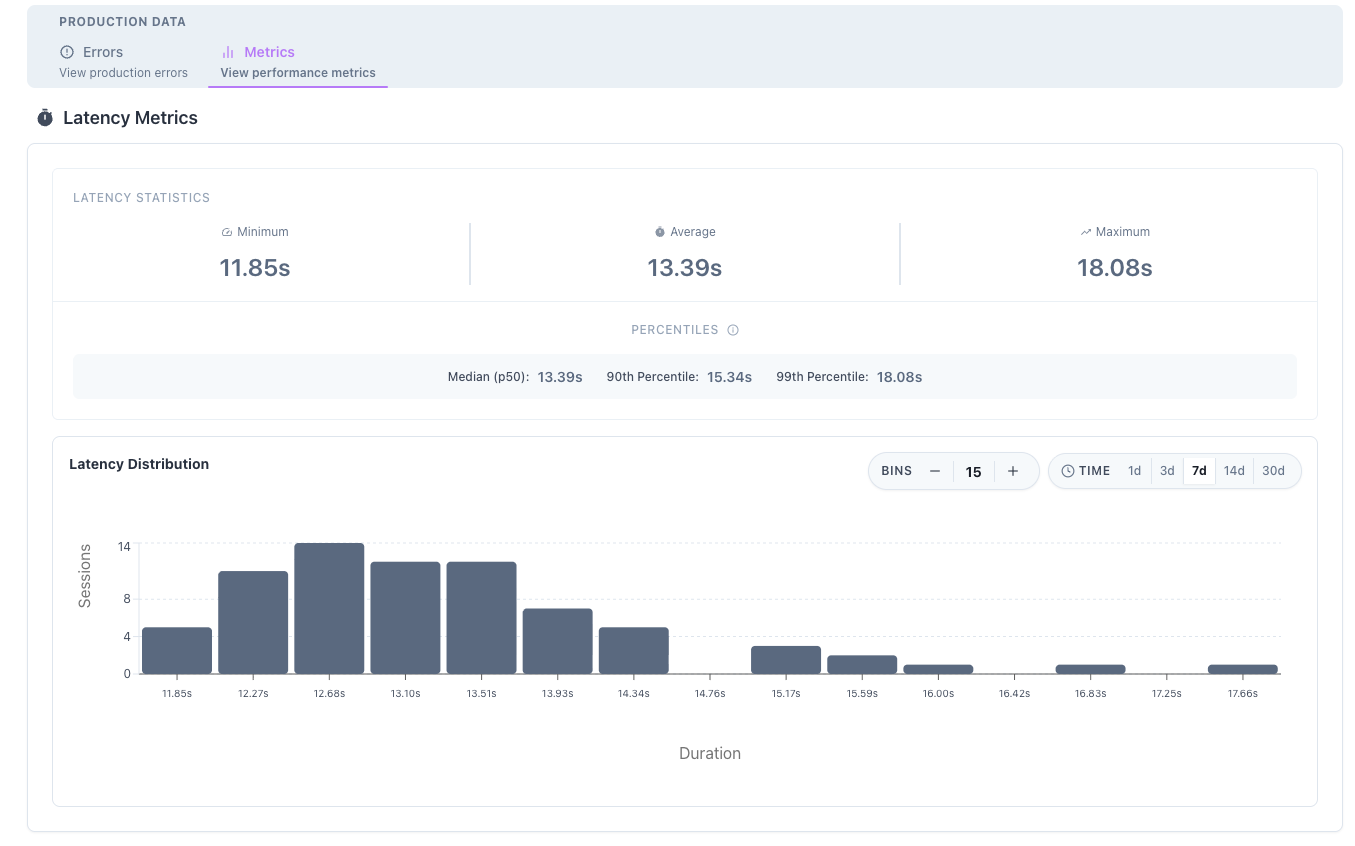 PRODUCTION DATA
Errors
View production errors
Metrics
View performance metrics
Latency Metrics
LATENCY STATISTICS
Minimum
11.85s
Average
13.39s
Maximum
18.08s
PERCENTILES
Median (p50): 13.39s 90th Percentile: 15.34s 99th Percentile: 18.08s
Latency Distribution
BINS − 15 +
TIME 1d 3d 7d 14d 30d
Sessions
14
8
4
0
11.85s 12.27s 12.68s 13.10s 13.51s 13.93s 14.34s 14.76s 15.17s 15.59s 16.00s 16.42s 16.83s 17.25s 17.66s
Duration